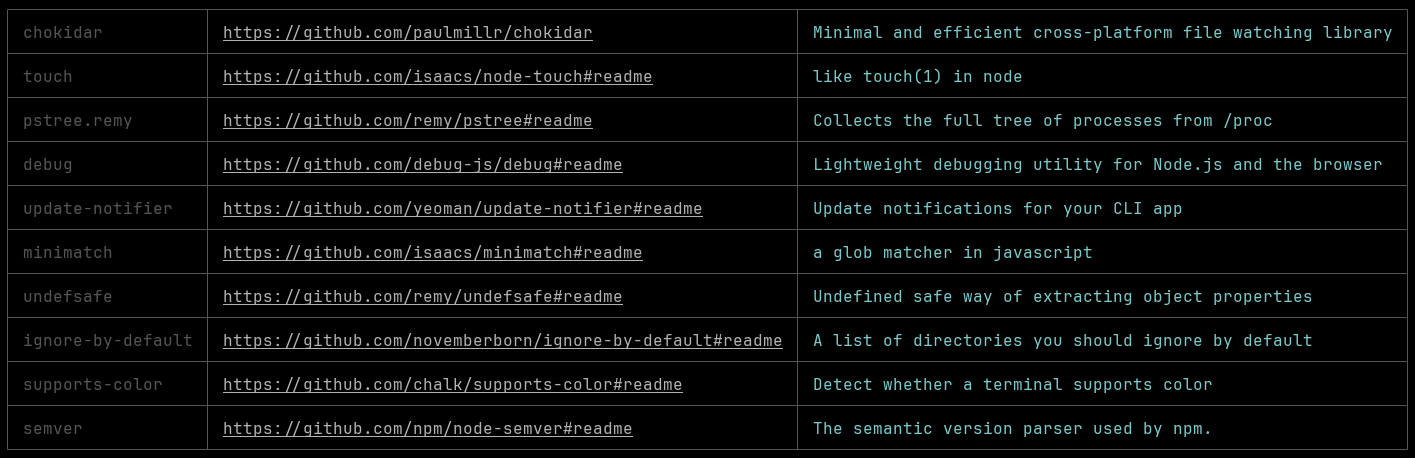 chokidar https://github.com/paulmillr/chokidar Minimal and efficient cross-platform file watching library
touch https://github.com/isaacs/node-touch#readme like touch(1) in node
pstree.remy https://github.com/remy/pstree#readme Collects the full tree of processes from /proc
debug https://github.com/debug-js/debug#readme Lightweight debugging utility for Node.js and the browser
update-notifier https://github.com/yeoman/update-notifier#readme Update notifications for your CLI app
minimatch https://github.com/isaacs/minimatch#readme a glob matcher in javascript
undefsafe https://github.com/remy/undefsafe#readme Undefined safe way of extracting object properties
ignore-by-default https://github.com/novemberborn/ignore-by-default#readme A list of directories you should ignore by default
supports-color https://github.com/chalk/supports-color#readme Detect whether a terminal supports color
semver https://github.com/npm/node-semver#readme The semantic version parser used by npm.